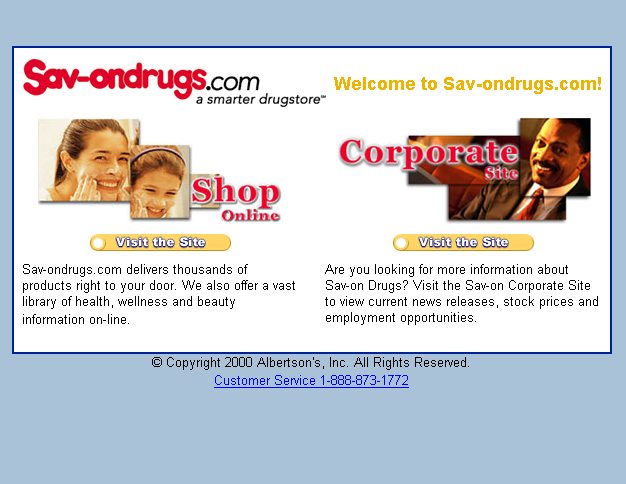 Sav-ondrugs.com
a smarter drugstore℠
Welcome to Sav-ondrugs.com!
Shop
Online
Corporate
Site
Visit the Site
Visit the Site
Sav-ondrugs.com delivers thousands of
products right to your door. We also offer a vast
library of health, wellness and beauty
information on-line.
Are you looking for more information about
Sav-on Drugs? Visit the Sav-on Corporate Site
to view current news releases, stock prices and
employment opportunities.
© Copyright 2000 Albertson's, Inc. All Rights Reserved.
Customer Service 1-888-873-1772